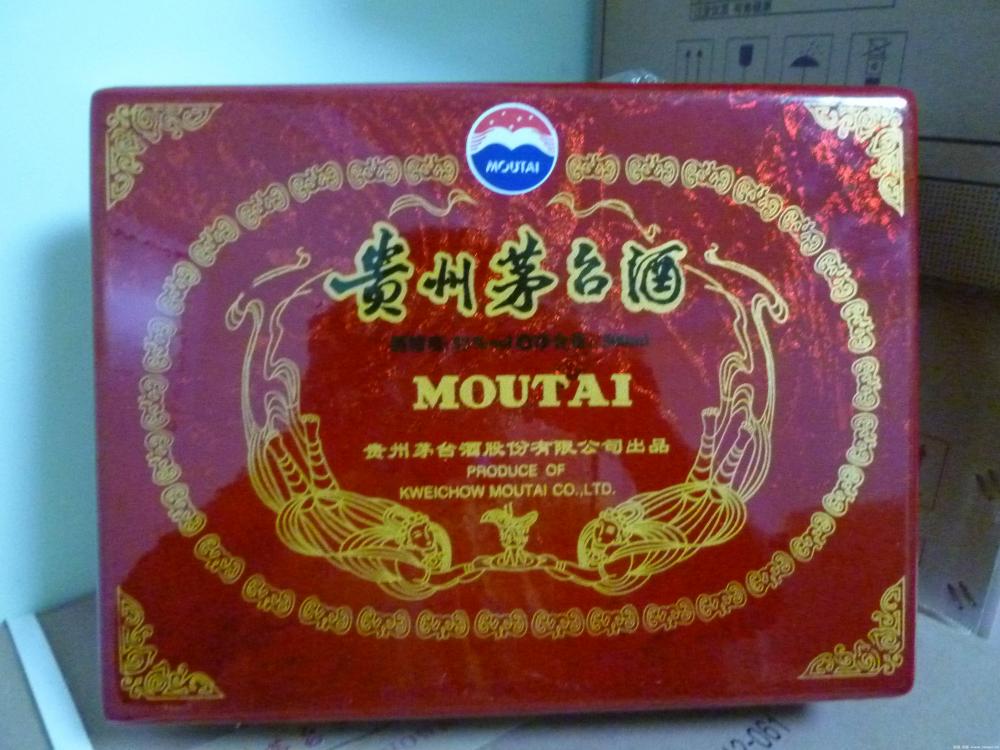 MOUTAI
贵州茅台酒
MOUTAI
贵州茅台酒股份有限公司出品
PRODUCE OF
KWEICHOW MOUTAI CO.,LTD.